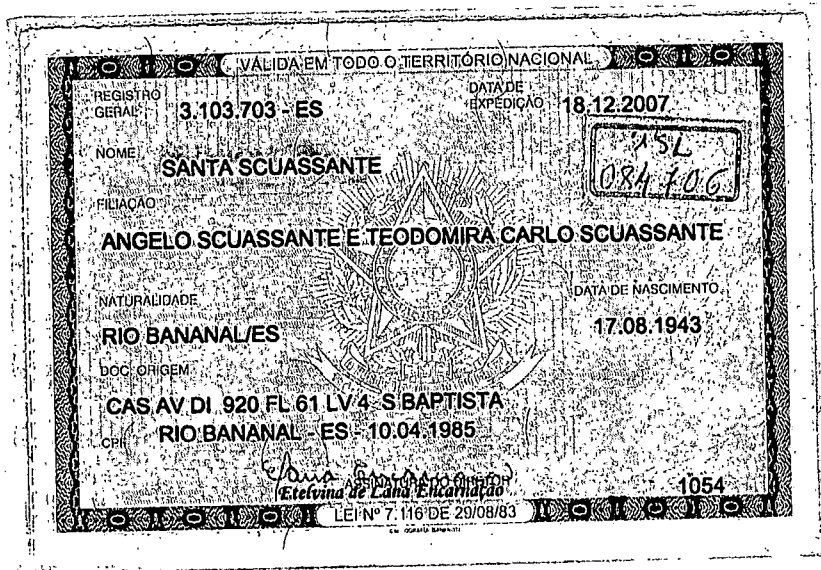 VÁLIDA EM TODO O TERRITÓRIO NACIONAL
REGISTRO GERAL 3.103.703 - ES DATA DE EXPEDIÇÃO 18.12.2007
NOME SANTA SCUASSANTE
FILIAÇÃO
ANGELO SCUASSANTE E TEODOMIRA CARLO SCUASSANTE
NATURALIDADE DATA DE NASCIMENTO
RIO BANANAL/ES 17.08.1943
DOC. ORIGEM
CAS AV DI 920 FL 61 LV 4 S BAPTISTA
CPF RIO BANANAL - ES - 10.04.1985
ASSINATURA DO DIRETOR
Etelvina de Lana Encarnação 1054
LEI Nº 7.116 DE 29/08/83